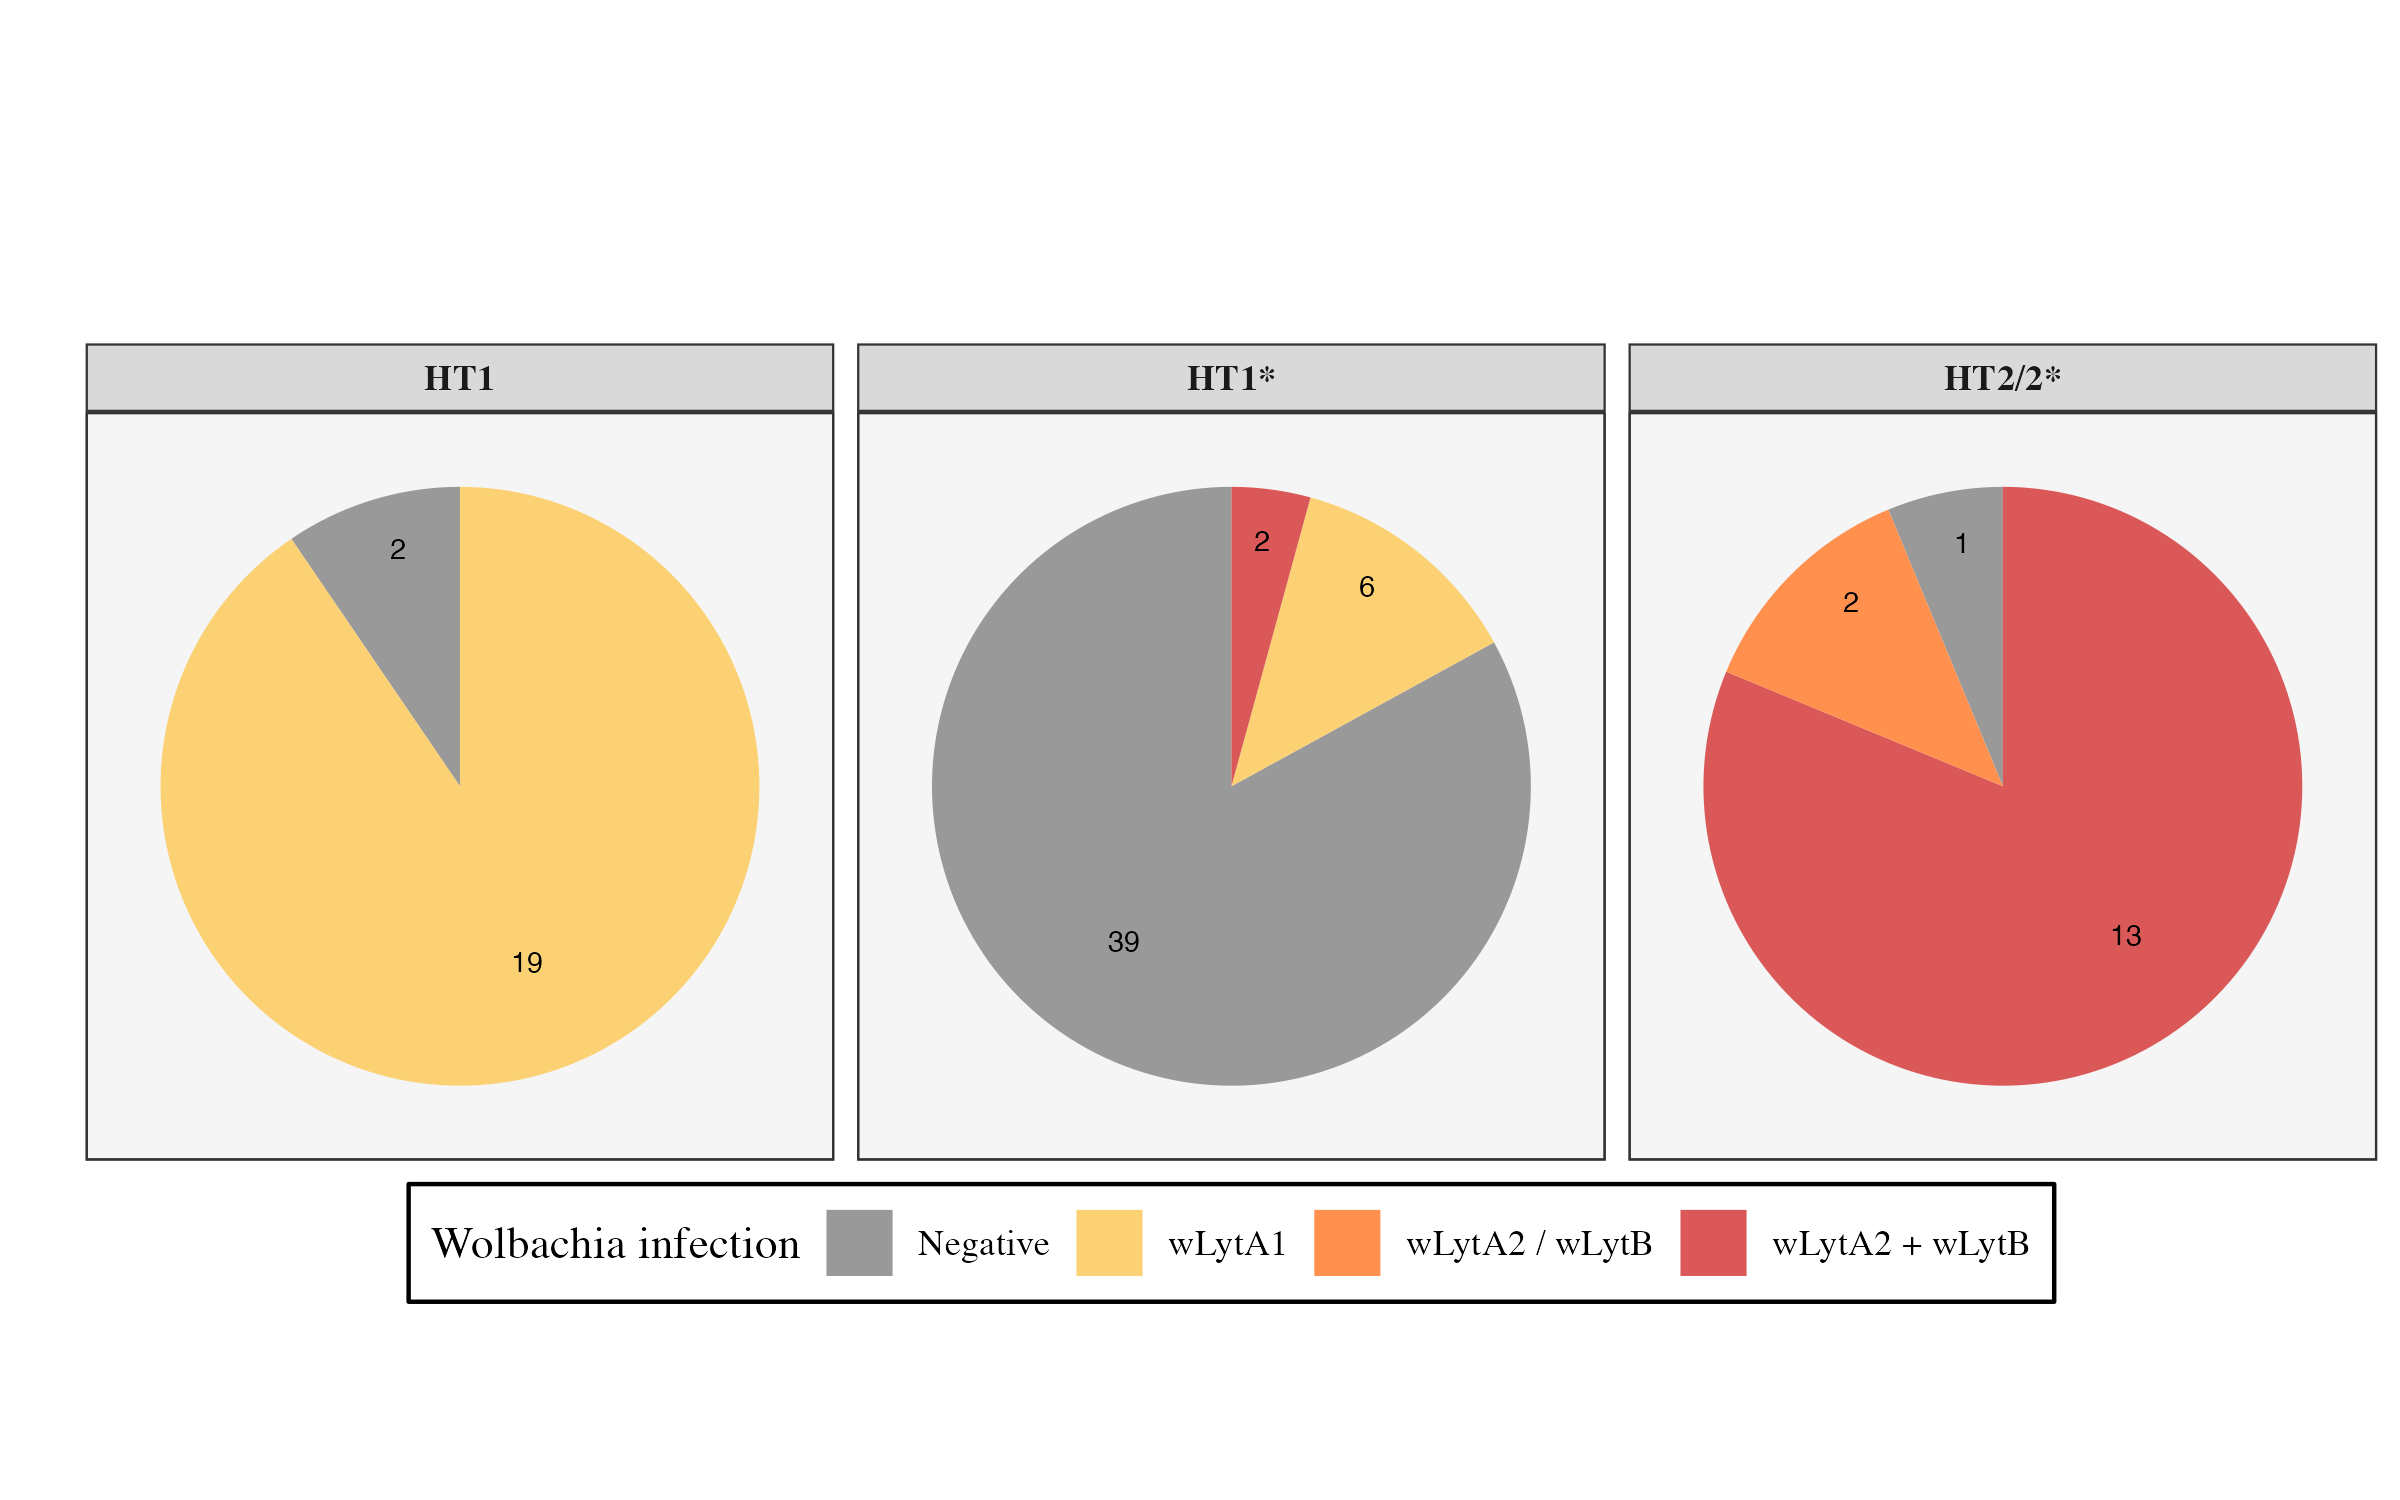 HT1
HT1*
HT2/2*
2
19
2
6
39
1
2
13
Wolbachia infection Negative wLytA1 wLytA2 / wLytB wLytA2 + wLytB